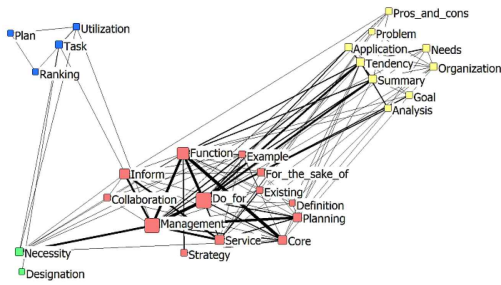 Pros_and_cons
Plan
Utilization
Problem
Task
Application
Needs
Tendency
Organization
Ranking
Summary
Goal
Analysis
Function
Example
Inform
For_the_sake_of
Existing
Collaboration
Do_for
Definition
Management
Planning
Service
Core
Necessity
Strategy
Designation